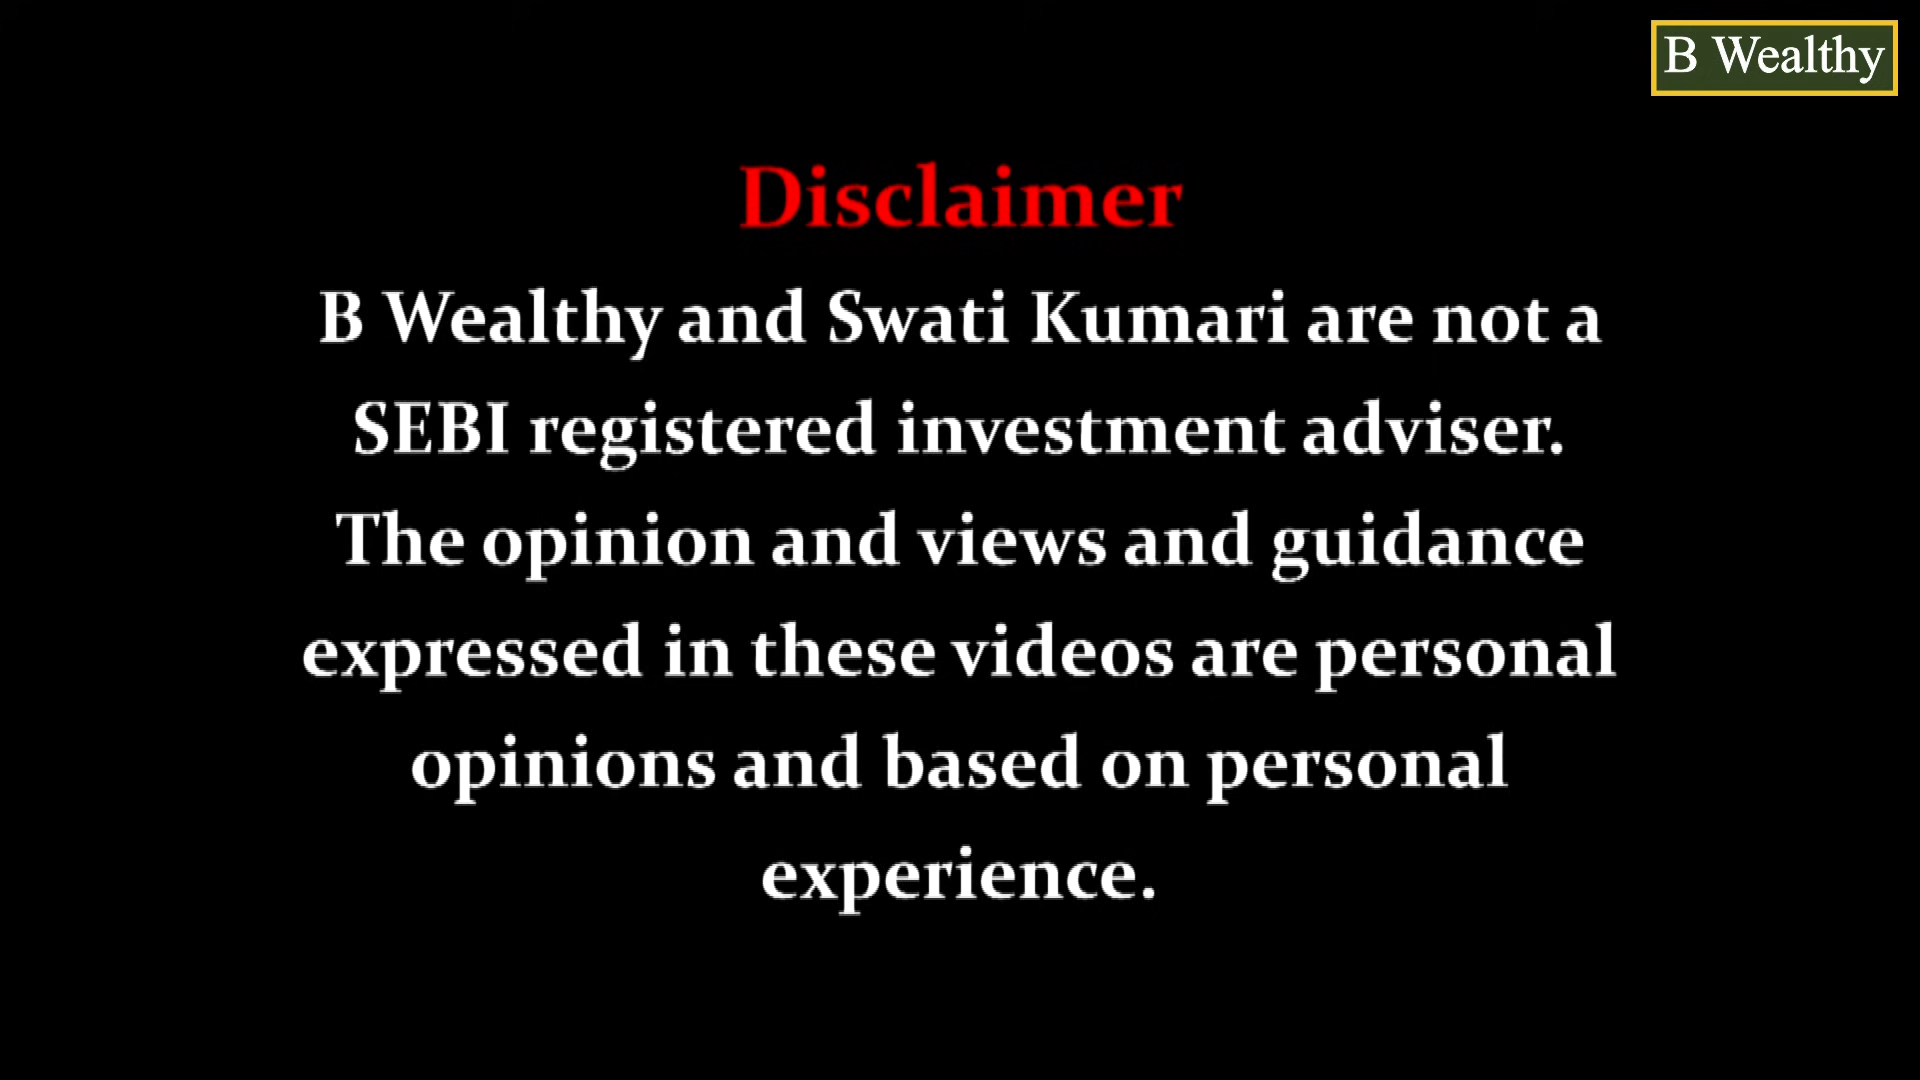 B Wealthy
Disclaimer
B Wealthy and Swati Kumari are not a
SEBI registered investment adviser.
The opinion and views and guidance
expressed in these videos are personal
opinions and based on personal
experience.